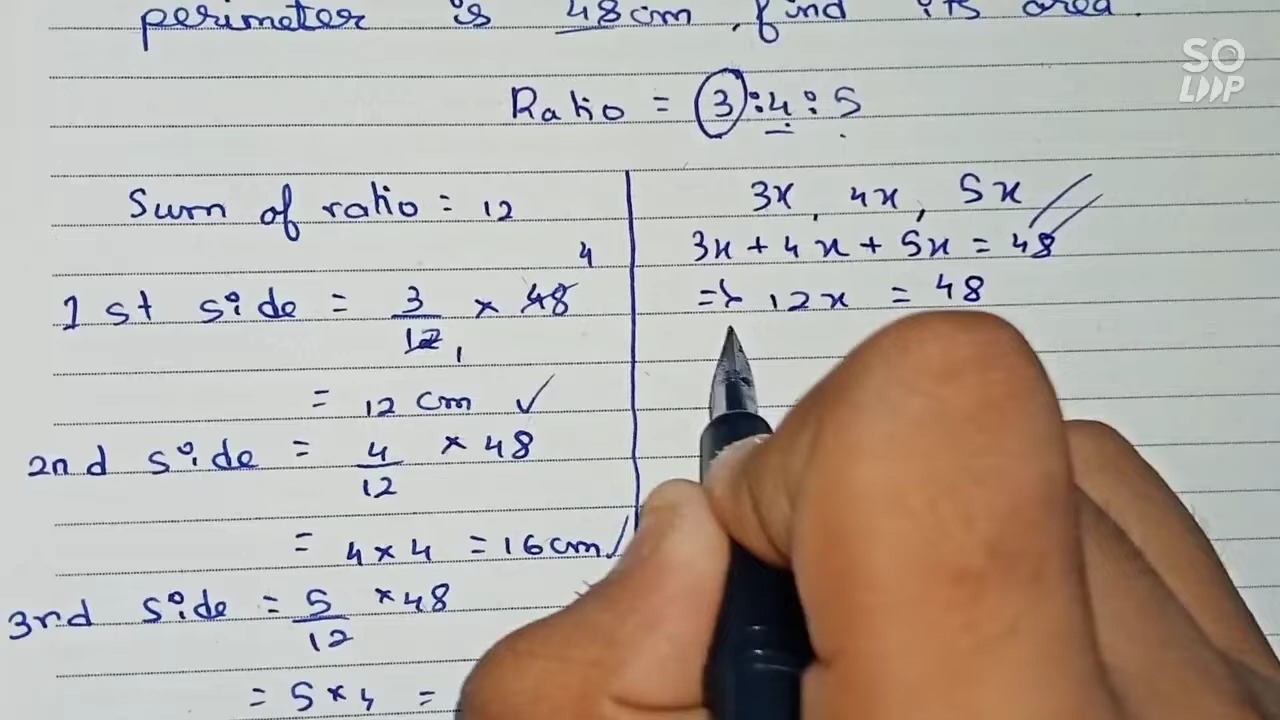 perimeter is 48cm, find its area.
SO
LOOP
Ratio = 3:4:5
Sum of ratio = 12
4
1st side = 3/12 × 48
1
= 12 cm ✓
2nd side = 4/12 × 48
= 4 × 4 = 16cm ✓
3rd side = 5/12 × 48
= 5 × 4 =
3x, 4x, 5x
3x + 4x + 5x = 48
=> 12x = 48